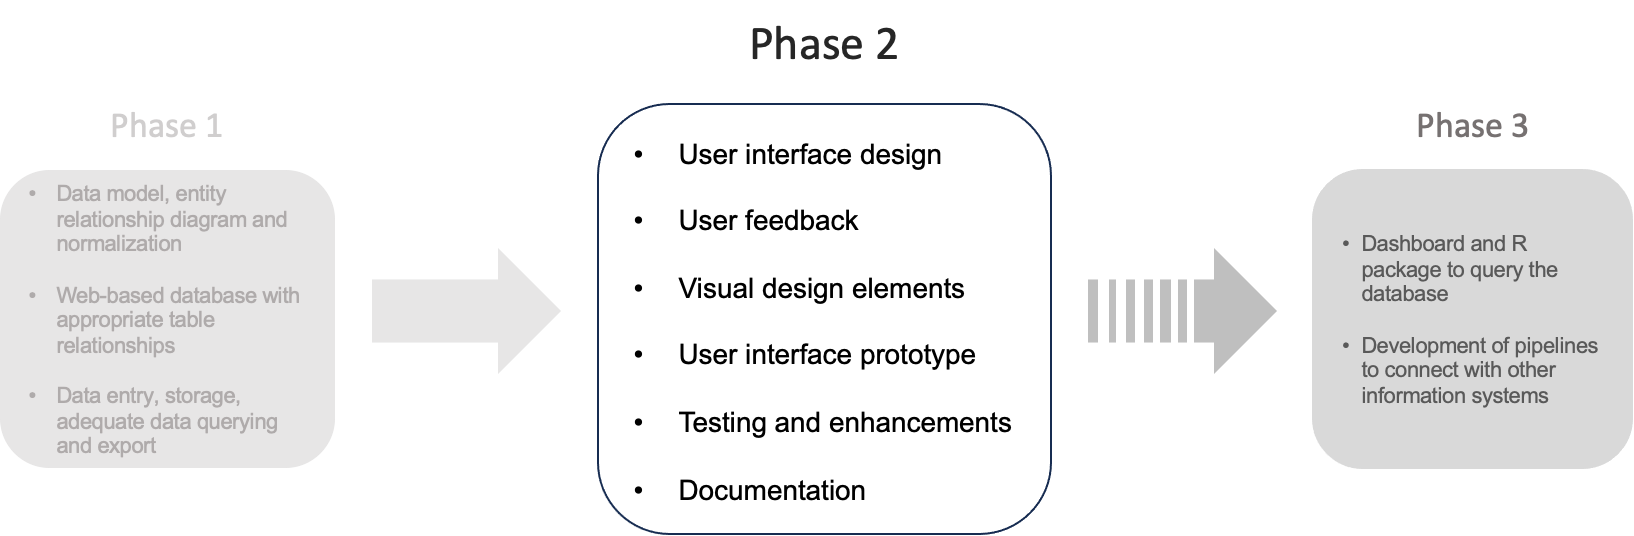 Phase 2
Phase 1
Phase 3
• Data model, entity
relationship diagram and
normalization
• Web-based database with
appropriate table
relationships
• Data entry, storage,
adequate data querying
and export
• User interface design
• User feedback
• Visual design elements
• User interface prototype
• Testing and enhancements
• Documentation
• Dashboard and R
package to query the
database
• Development of pipelines
to connect with other
information systems